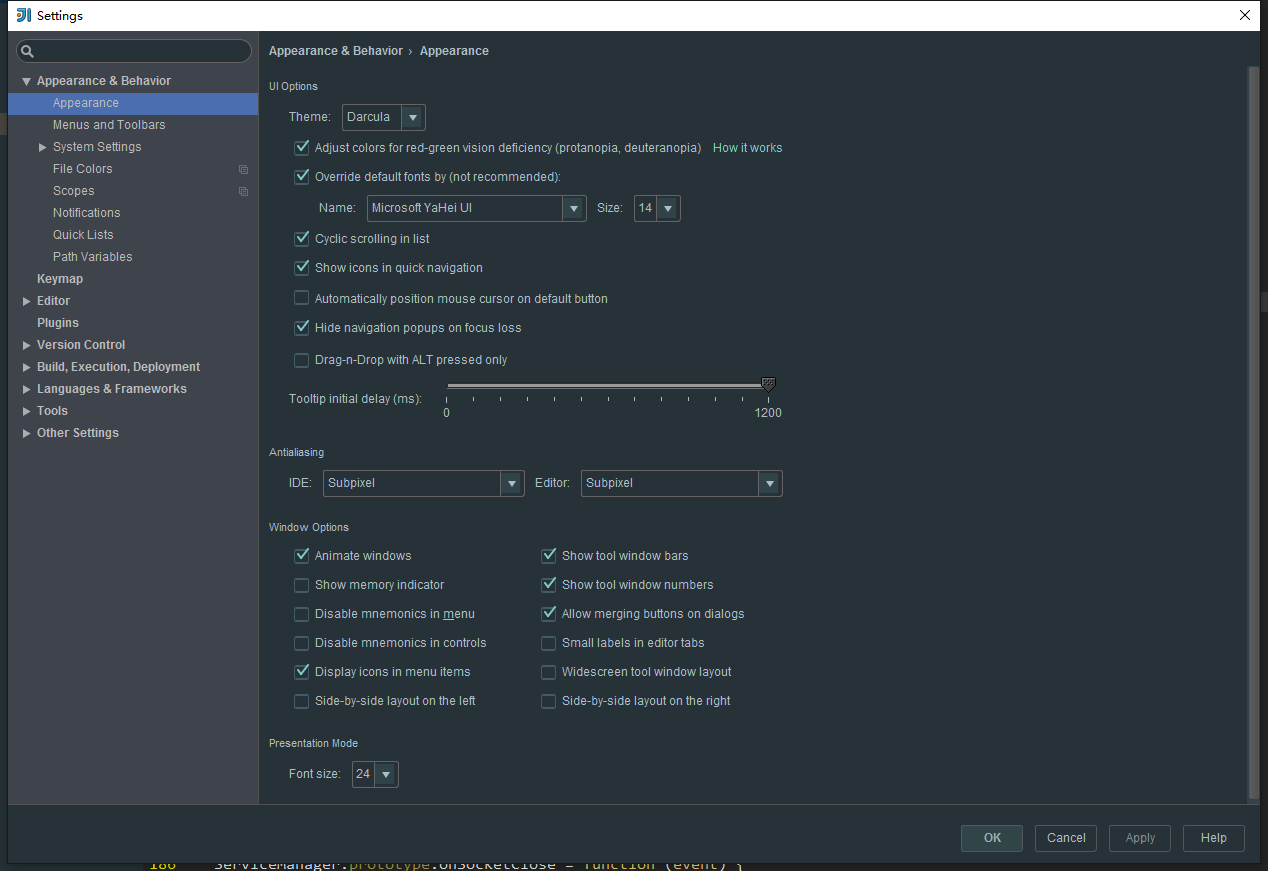 Settings
Appearance & Behavior
Appearance
Menus and Toolbars
System Settings
File Colors
Scopes
Notifications
Quick Lists
Path Variables
Keymap
Editor
Plugins
Version Control
Build, Execution, Deployment
Languages & Frameworks
Tools
Other Settings
Appearance & Behavior › Appearance
UI Options
Theme: Darcula
Adjust colors for red-green vision deficiency (protanopia, deuteranopia) How it works
Override default fonts by (not recommended):
Name: Microsoft YaHei UI Size: 14
Cyclic scrolling in list
Show icons in quick navigation
Automatically position mouse cursor on default button
Hide navigation popups on focus loss
Drag-n-Drop with ALT pressed only
Tooltip initial delay (ms):
0 1200
Antialiasing
IDE: Subpixel Editor: Subpixel
Window Options
Animate windows Show tool window bars
Show memory indicator Show tool window numbers
Disable mnemonics in menu Allow merging buttons on dialogs
Disable mnemonics in controls Small labels in editor tabs
Display icons in menu items Widescreen tool window layout
Side-by-side layout on the left Side-by-side layout on the right
Presentation Mode
Font size: 24
OK Cancel Apply Help
186 ServiceManager.prototype.onSocketClose = function (event) {